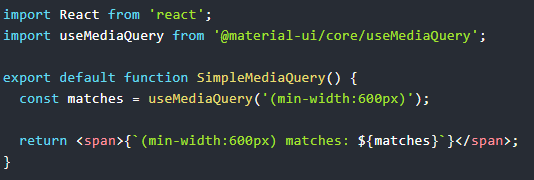 import React from 'react';
import useMediaQuery from '@material-ui/core/useMediaQuery';
export default function SimpleMediaQuery() {
const matches = useMediaQuery('(min-width:600px)');
return <span>{`(min-width:600px) matches: ${matches}`}</span>;
}